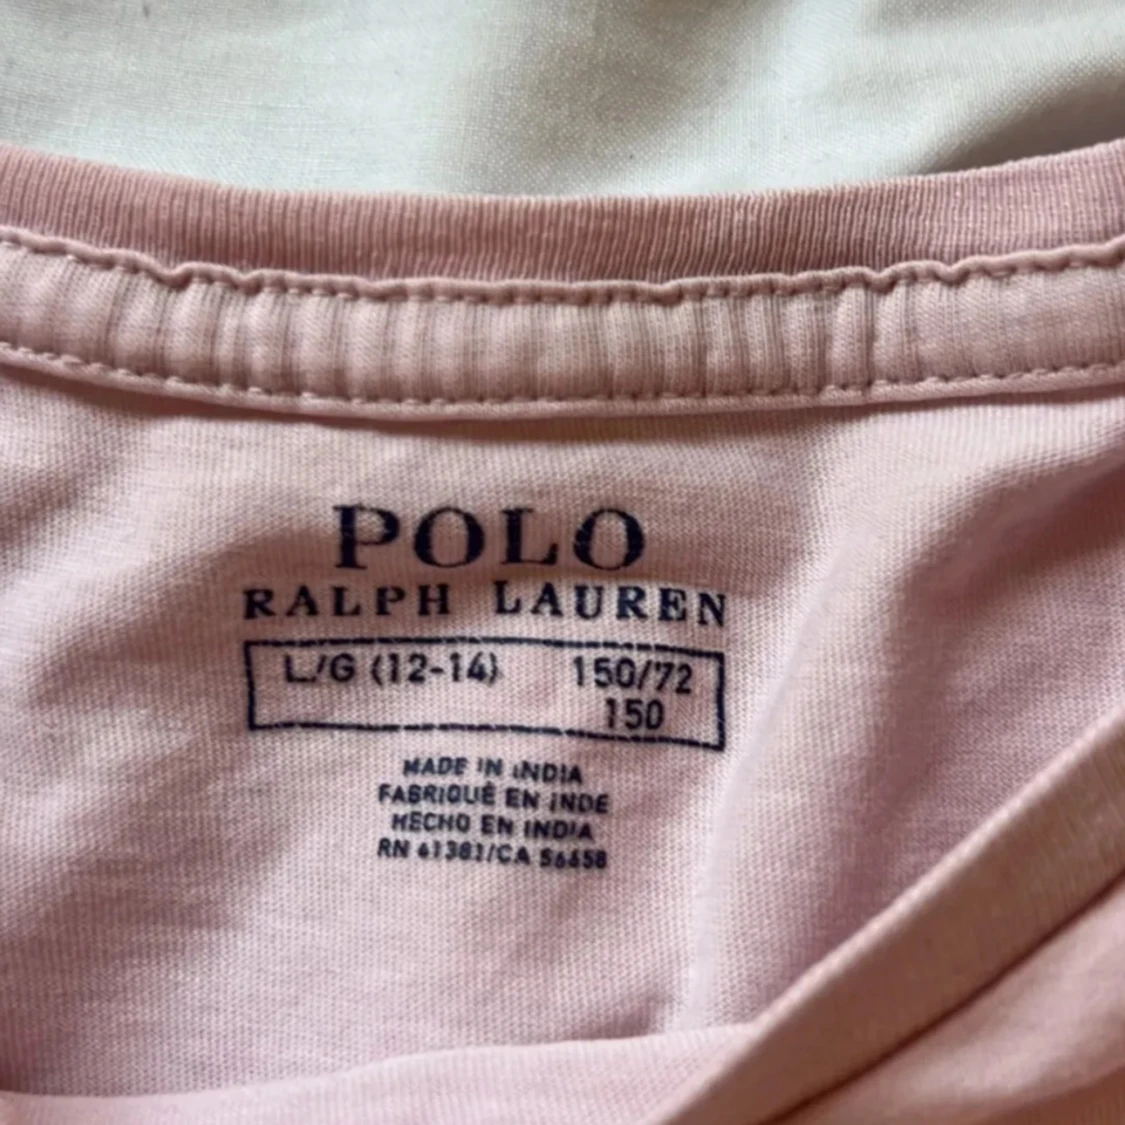 POLO
RALPH LAUREN
L/G (12-14) 150/72
150
MADE IN INDIA
FABRIQUÉ EN INDE
HECHO EN INDIA
RN 41381/CA 56658